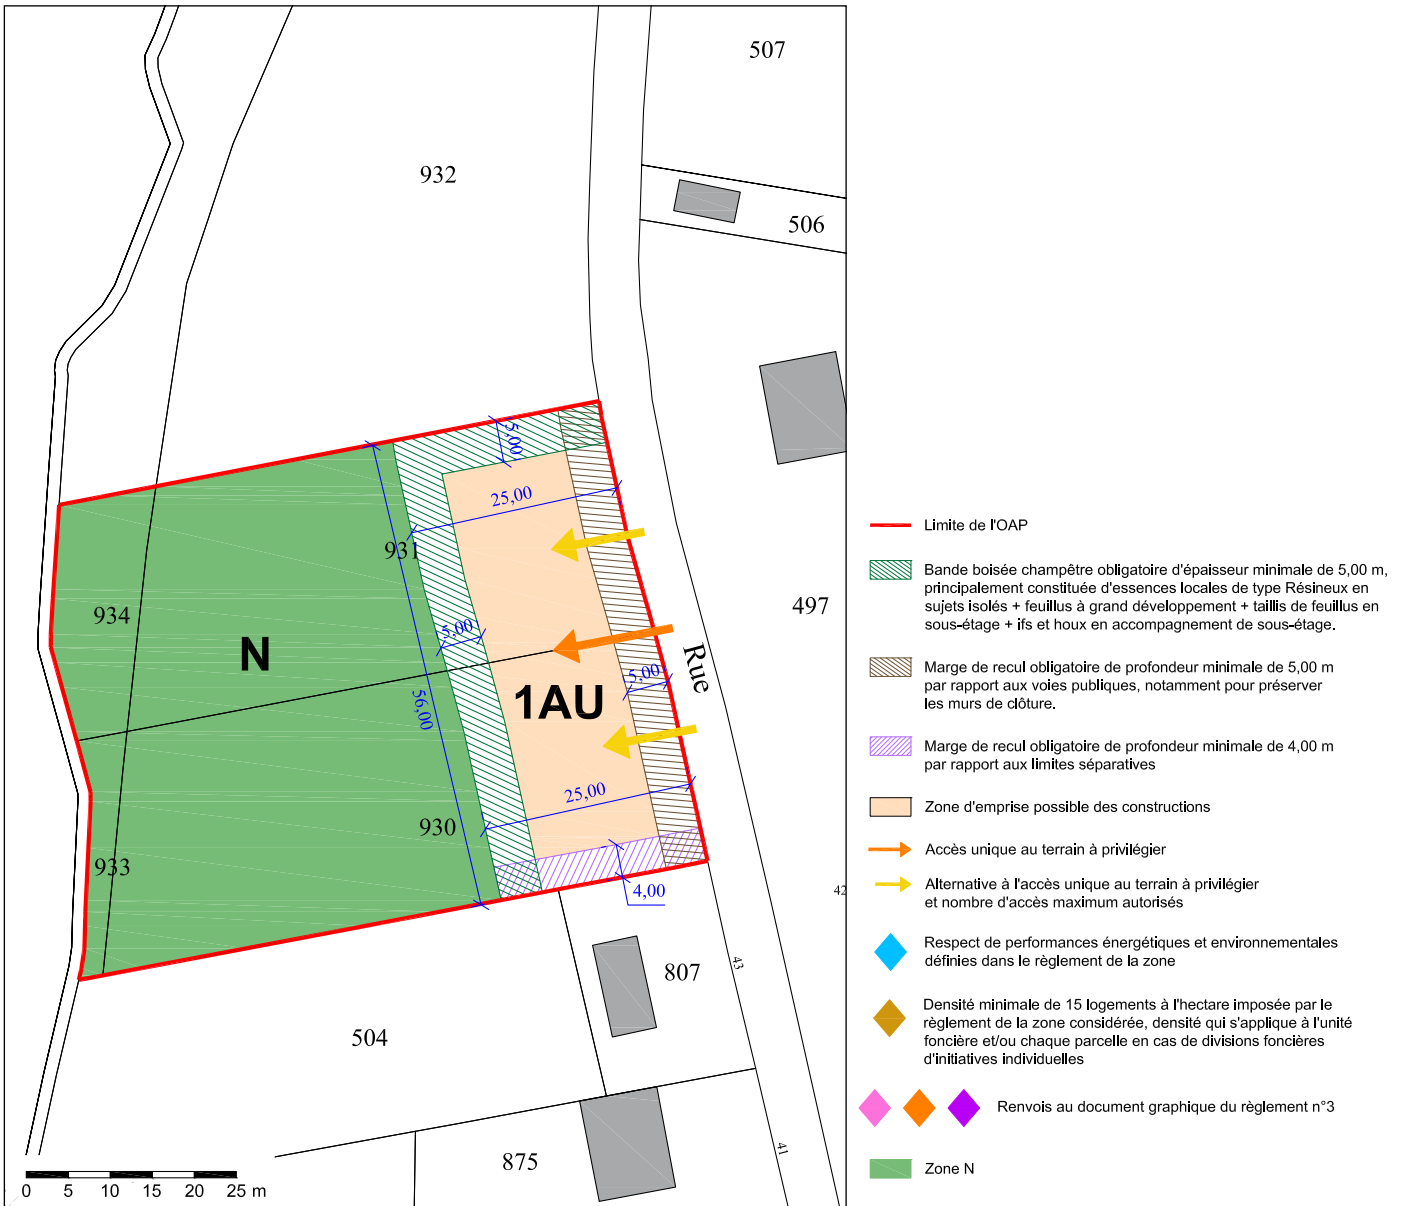 507
932
506
5,00
25,00
931
934
497
N
5,00
Rue
5,00
1AU
56,00
25,00
930
933
4,00
42
807
43
504
41
875
0 5 10 15 20 25 m
Limite de l'OAP
Bande boisée champêtre obligatoire d'épaisseur minimale de 5,00 m,
principalement constituée d'essences locales de type Résineux en
sujets isolés + feuillus à grand développement + taillis de feuillus en
sous-étage + ifs et houx en accompagnement de sous-étage.
Marge de recul obligatoire de profondeur minimale de 5,00 m
par rapport aux voies publiques, notamment pour préserver
les murs de clôture.
Marge de recul obligatoire de profondeur minimale de 4,00 m
par rapport aux limites séparatives
Zone d'emprise possible des constructions
Accès unique au terrain à privilégier
Alternative à l'accès unique au terrain à privilégier
et nombre d'accès maximum autorisés
Respect de performances énergétiques et environnementales
définies dans le règlement de la zone
Densité minimale de 15 logements à l'hectare imposée par le
règlement de la zone considérée, densité qui s'applique à l'unité
foncière et/ou chaque parcelle en cas de divisions foncières
d'initiatives individuelles
Renvois au document graphique du règlement n°3
Zone N